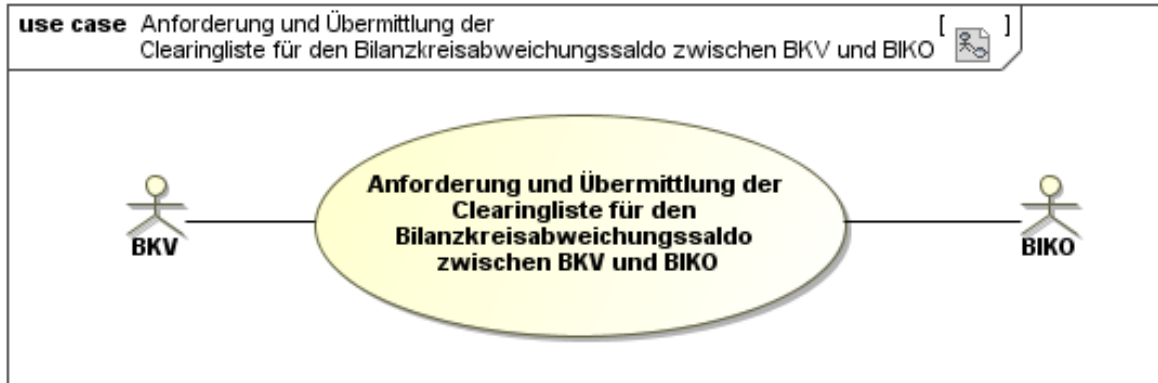 use case Anforderung und Übermittlung der [ ]
Clearingliste für den Bilanzkreisabweichungssaldo zwischen BKV und BIKO
Anforderung und Übermittlung der
Clearingliste für den
Bilanzkreisabweichungssaldo
zwischen BKV und BIKO
BKV
BIKO